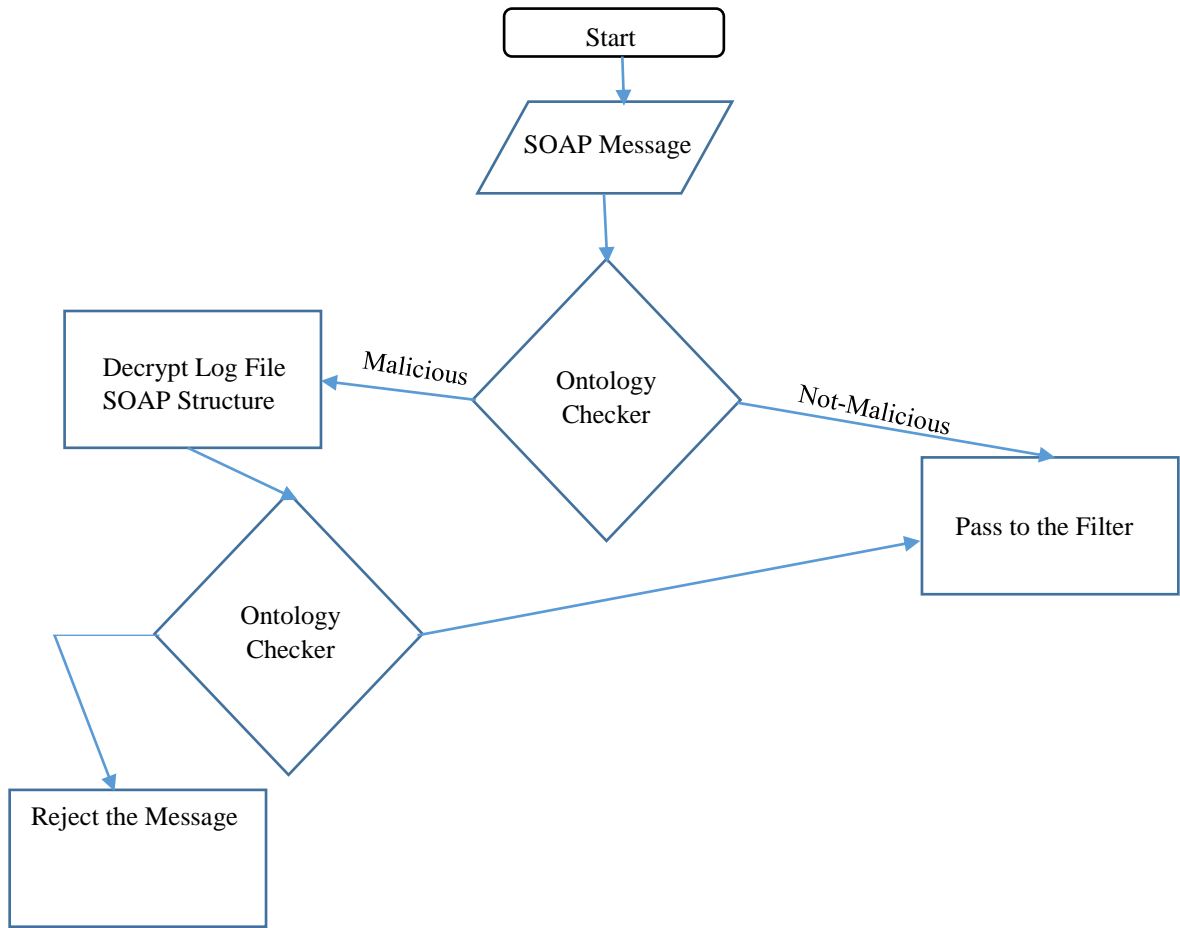 Start
SOAP Message
Malicious
Decrypt Log File
SOAP Structure
Ontology
Checker
Not-Malicious
Pass to the Filter
Ontology
Checker
Reject the Message